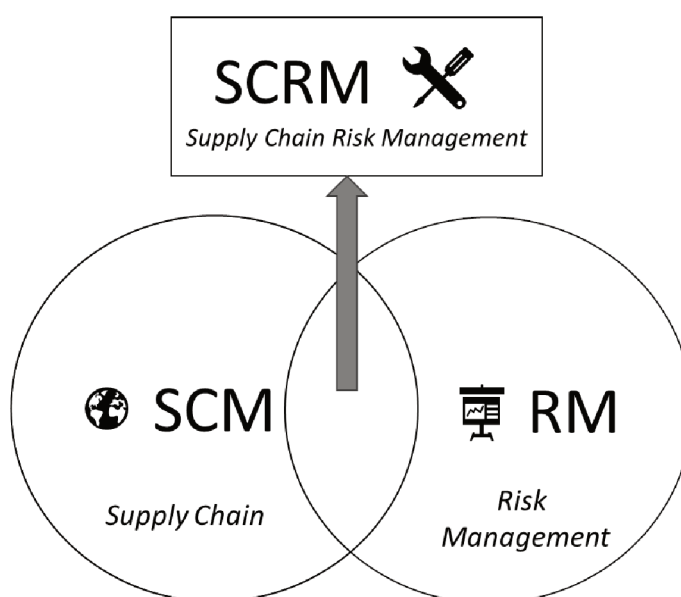 SCRM
Supply Chain Risk Management
SCM
Supply Chain
RM
Risk
Management